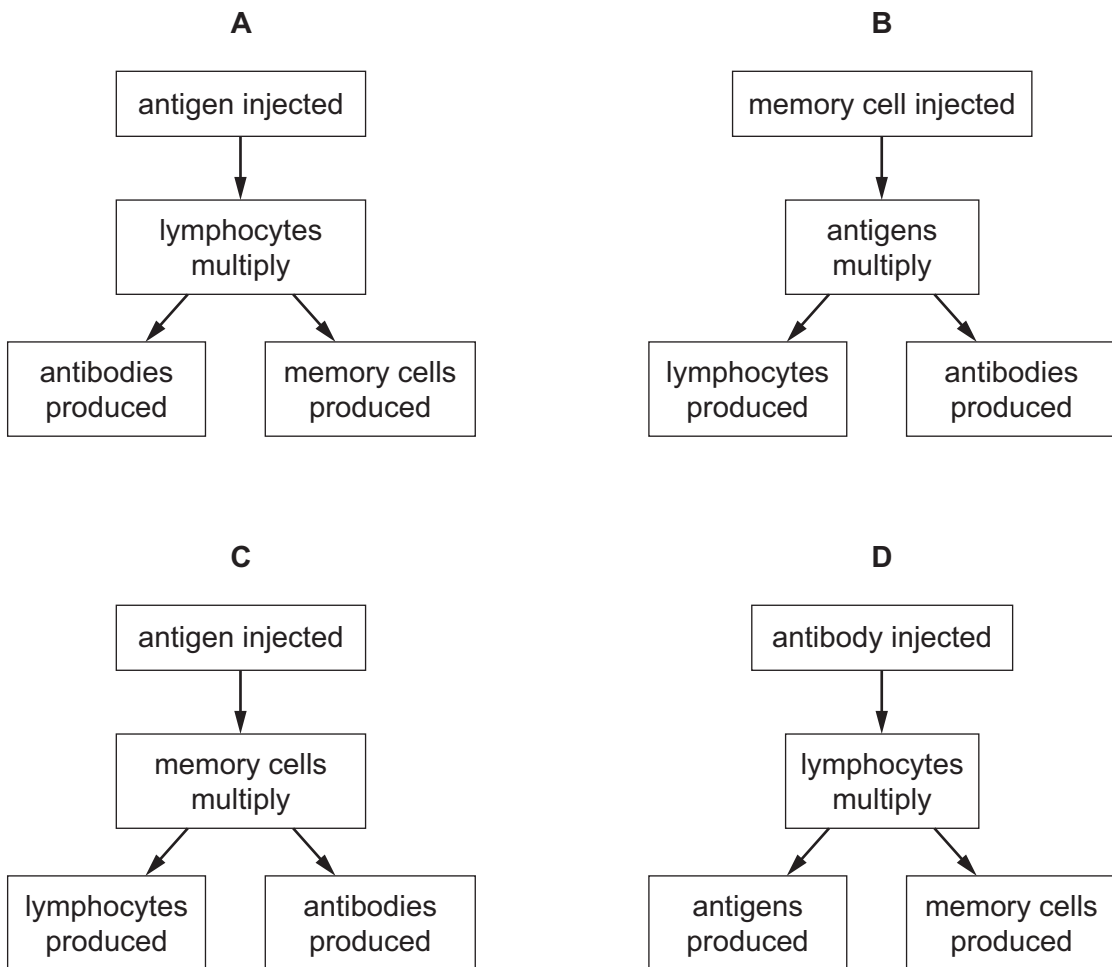 A
antigen injected
lymphocytes
multiply
antibodies
produced
memory cells
produced
B
memory cell injected
antigens
multiply
lymphocytes
produced
antibodies
produced
C
antigen injected
memory cells
multiply
lymphocytes
produced
antibodies
produced
D
antibody injected
lymphocytes
multiply
antigens
produced
memory cells
produced